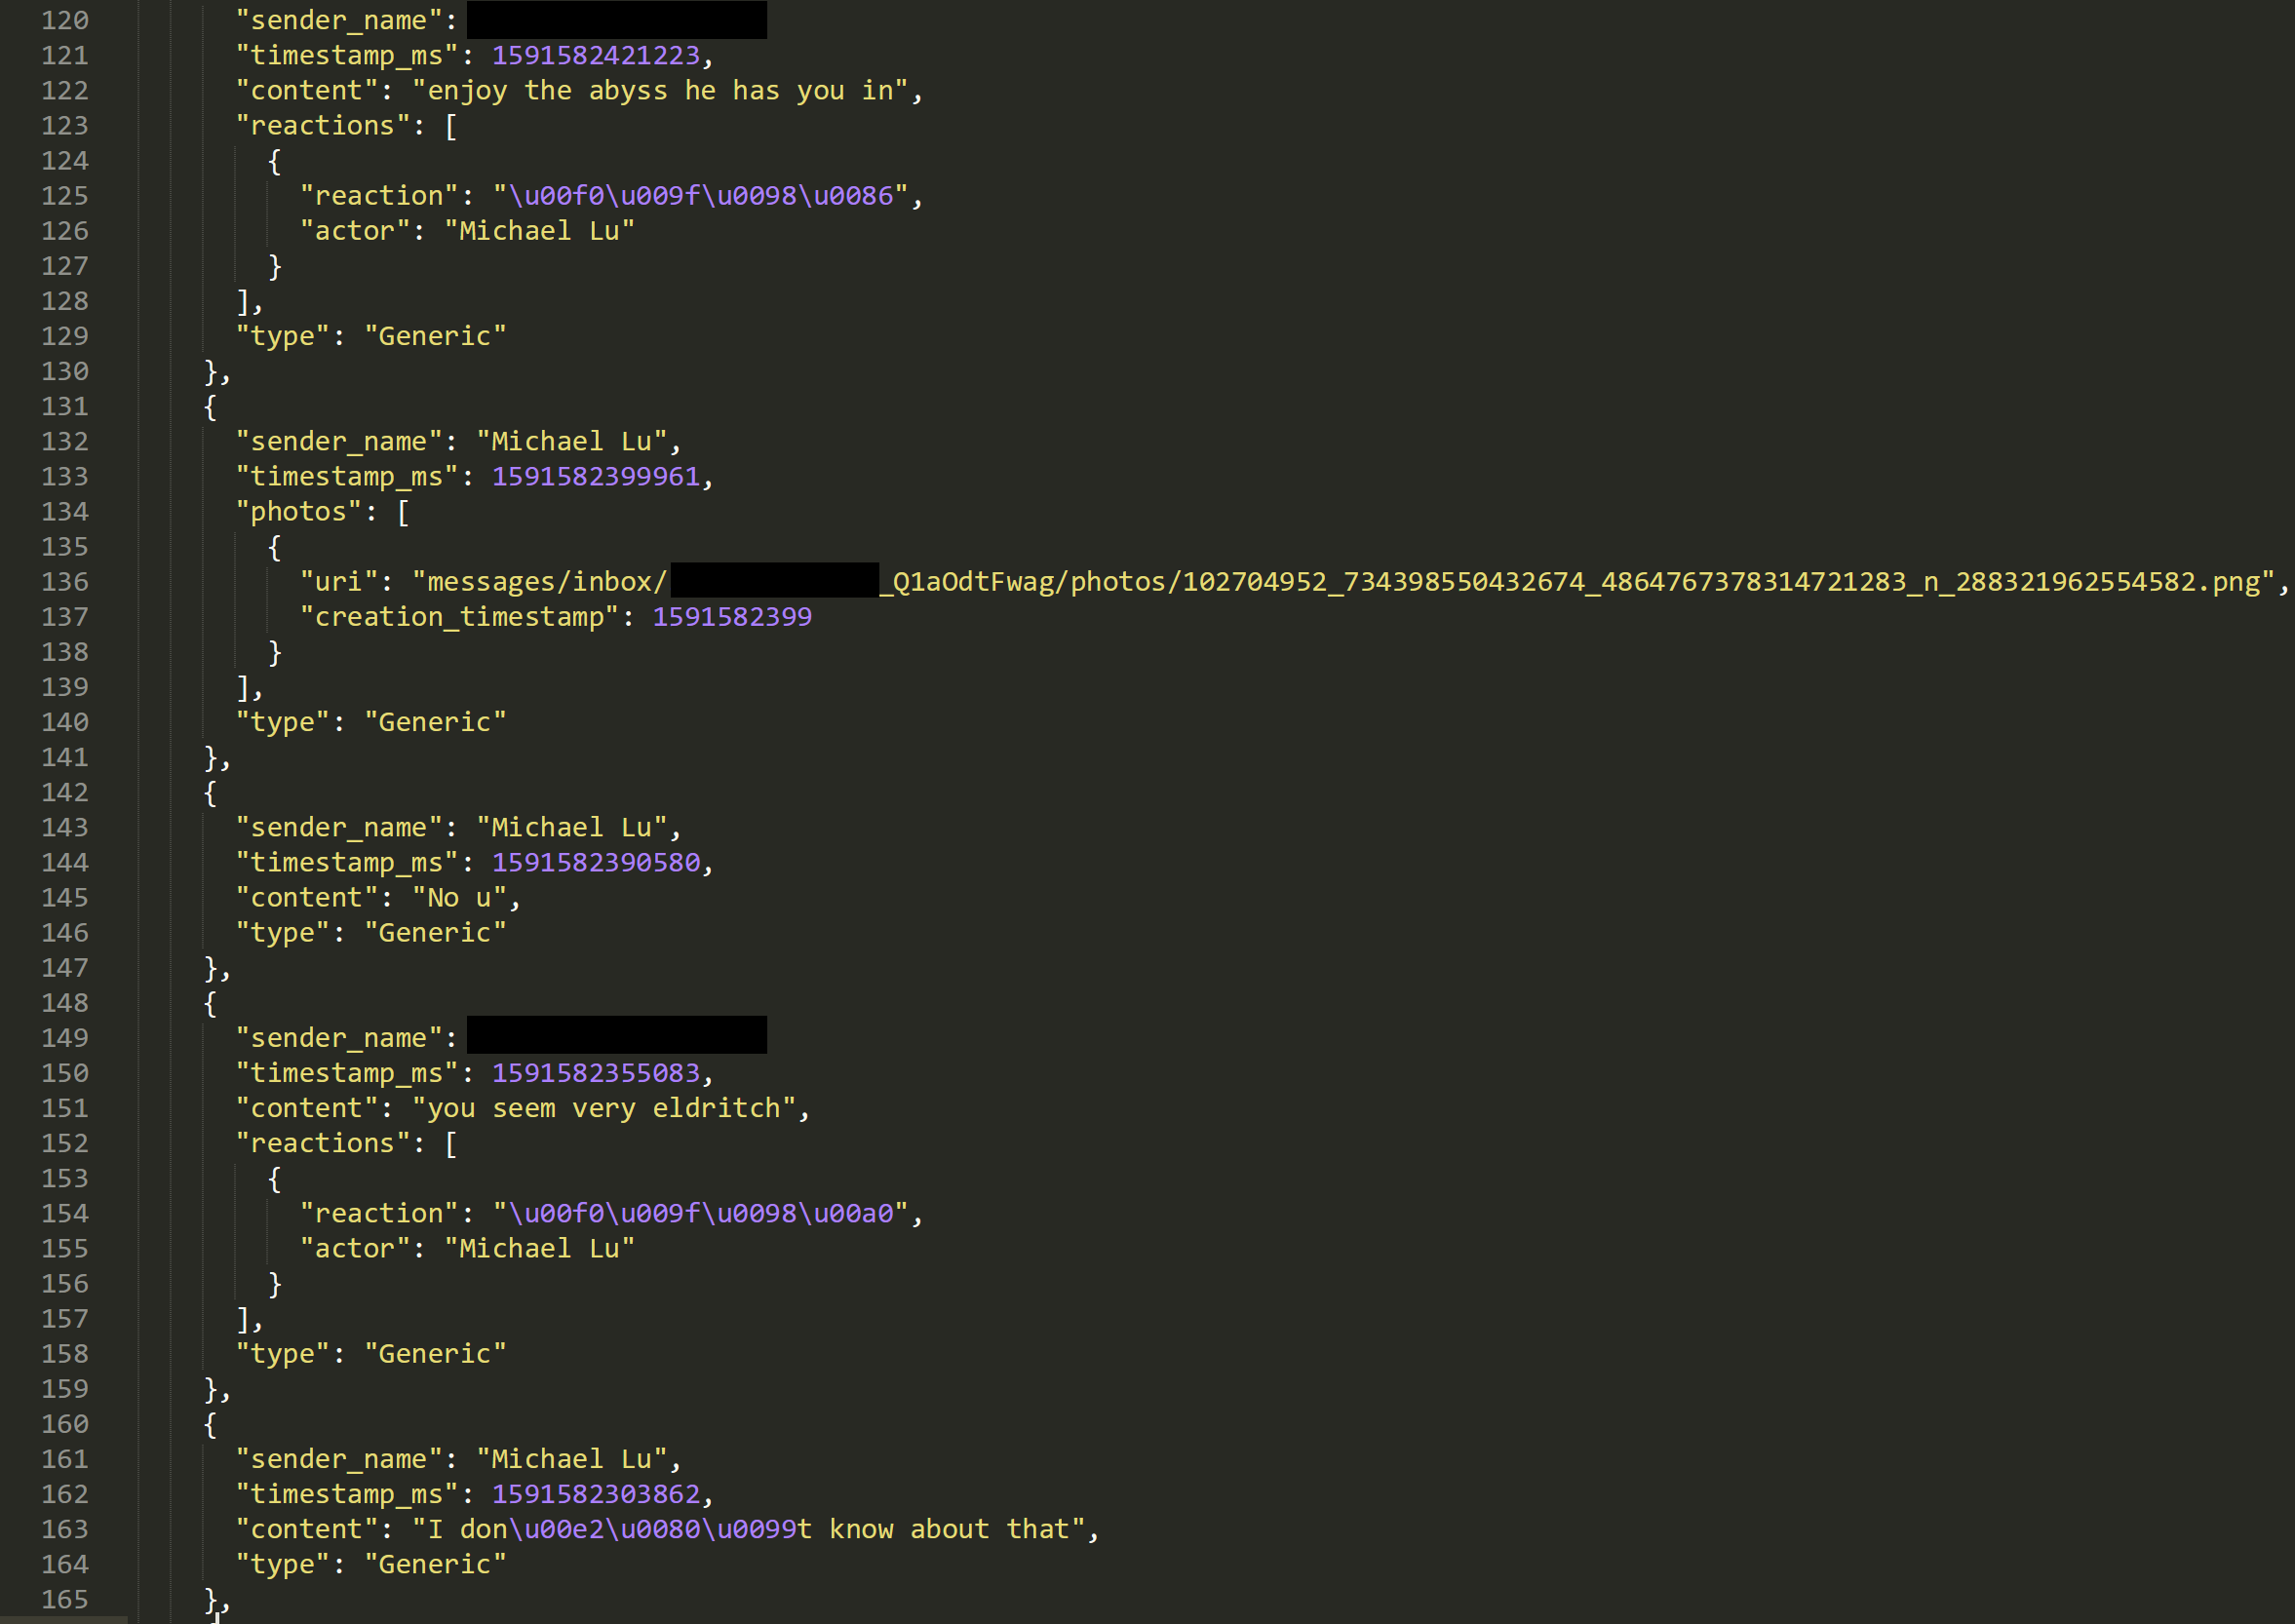 120 "sender_name":
121 "timestamp_ms": 1591582421223,
122 "content": "enjoy the abyss he has you in",
123 "reactions": [
124 {
125 "reaction": "\u00f0\u009f\u0098\u0086",
126 "actor": "Michael Lu"
127 }
128 ],
129 "type": "Generic"
130 },
131 {
132 "sender_name": "Michael Lu",
133 "timestamp_ms": 1591582399961,
134 "photos": [
135 {
136 "uri": "messages/inbox/ _Q1aOdtFwag/photos/102704952_734398550432674_4864767378314721283_n_288321962554582.png",
137 "creation_timestamp": 1591582399
138 }
139 ],
140 "type": "Generic"
141 },
142 {
143 "sender_name": "Michael Lu",
144 "timestamp_ms": 1591582390580,
145 "content": "No u",
146 "type": "Generic"
147 },
148 {
149 "sender_name":
150 "timestamp_ms": 1591582355083,
151 "content": "you seem very eldritch",
152 "reactions": [
153 {
154 "reaction": "\u00f0\u009f\u0098\u00a0",
155 "actor": "Michael Lu"
156 }
157 ],
158 "type": "Generic"
159 },
160 {
161 "sender_name": "Michael Lu",
162 "timestamp_ms": 1591582303862,
163 "content": "I don\u00e2\u0080\u0099t know about that",
164 "type": "Generic"
165 },